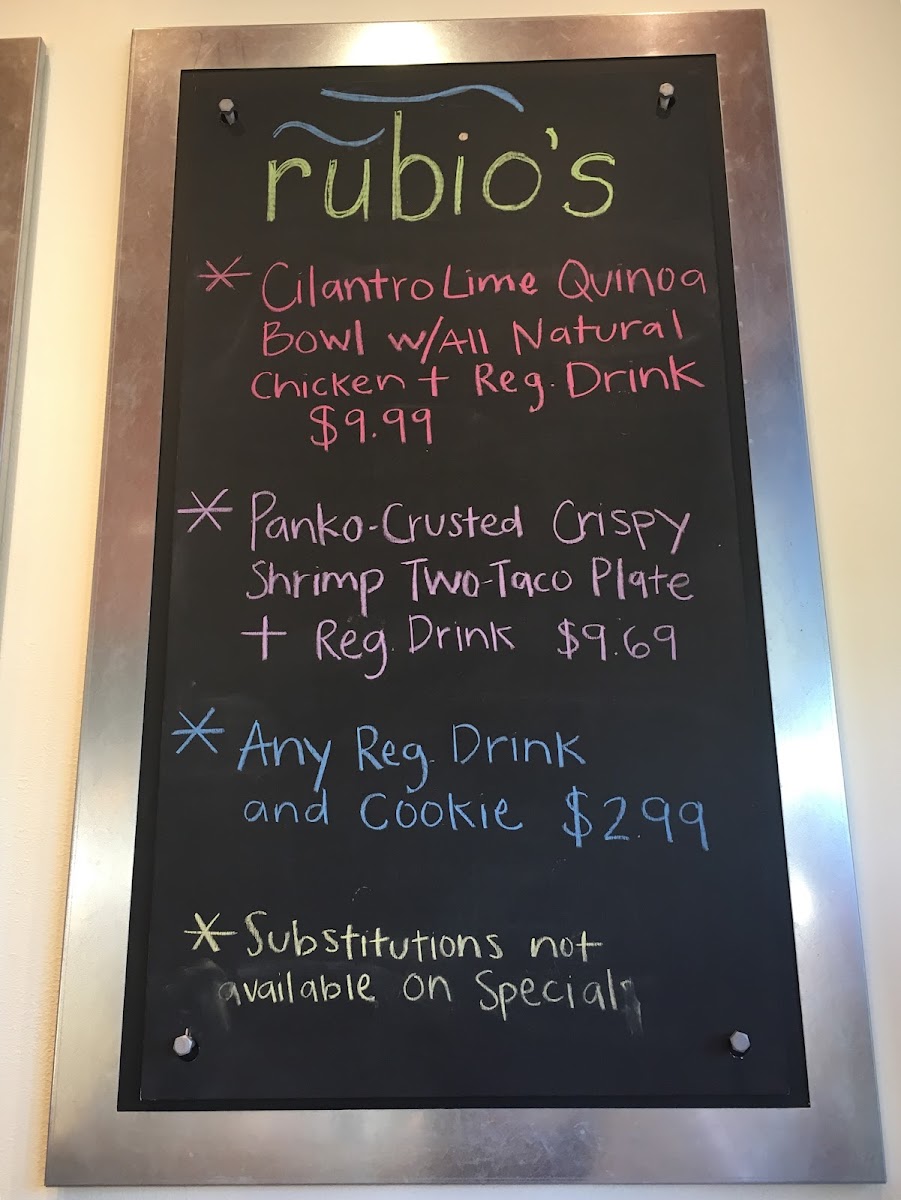 rubio's
* Cilantro Lime Quinoa
Bowl w/All Natural
Chicken + Reg. Drink
$9.99
* Panko-Crusted Crispy
Shrimp Two-Taco Plate
+ Reg. Drink $9.69
* Any Reg. Drink
and Cookie $2.99
* Substitutions not
available on Specials